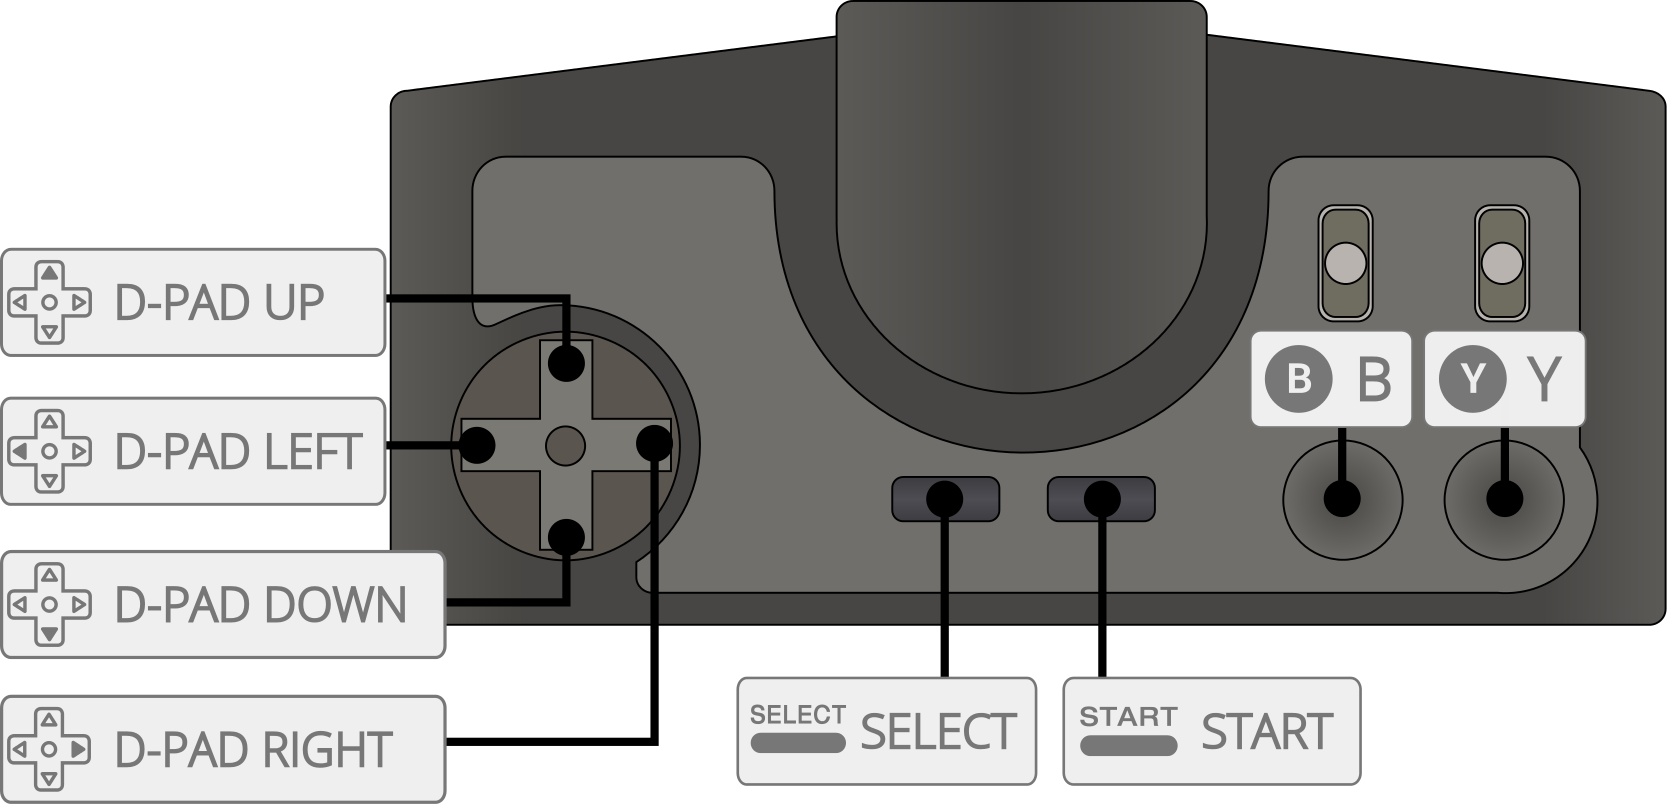 D-PAD UP
D-PAD LEFT
D-PAD DOWN
D-PAD RIGHT
B B
Y Y
SELECT SELECT
START START